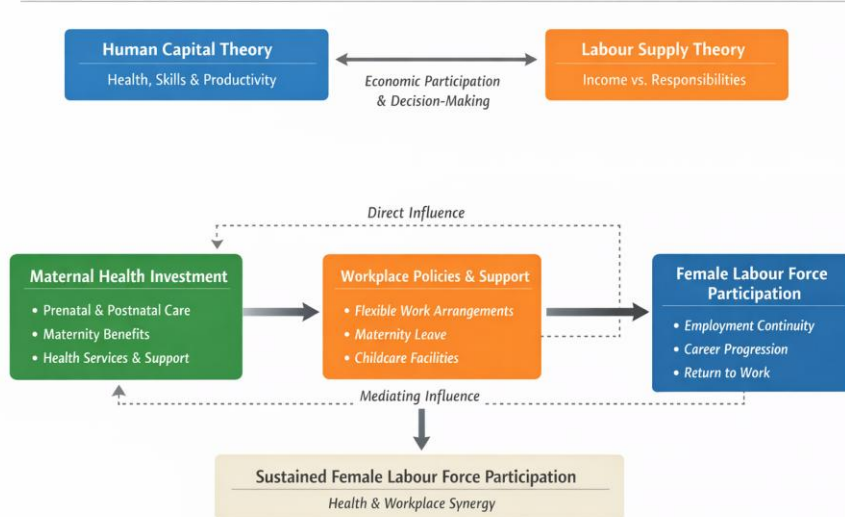 Human Capital Theory
Health, Skills & Productivity
Economic Participation
& Decision-Making
Labour Supply Theory
Income vs. Responsibilities
Direct Influence
Maternal Health Investment
• Prenatal & Postnatal Care
• Maternity Benefits
• Health Services & Support
Workplace Policies & Support
• Flexible Work Arrangements
• Maternity Leave
• Childcare Facilities
Female Labour Force
Participation
• Employment Continuity
• Career Progression
• Return to Work
Mediating Influence
Sustained Female Labour Force Participation
Health & Workplace Synergy